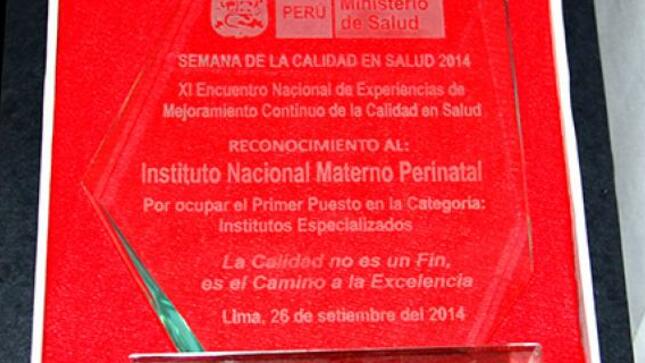 PERÚ
Ministerio
de Salud
SEMANA DE LA CALIDAD EN SALUD 2014
XI Encuentro Nacional de Experiencias de
Mejoramiento Continuo de la Calidad en Salud
RECONOCIMIENTO AL:
Instituto Nacional Materno Perinatal
Por ocupar el Primer Puesto en la Categoría:
Institutos Especializados
La Calidad no es un Fin,
es el Camino a la Excelencia
Lima, 26 de setiembre del 2014